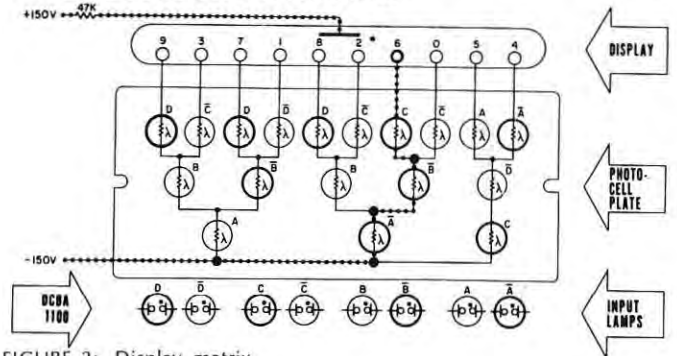 +150V 47K
9 3 7 1 8 2 * 6 0 5 4
DISPLAY
D C̅ D D̅ D C̅ C C̅ A A̅
λ λ λ λ λ λ λ λ λ λ
B B̅ B B̅ D̅
λ λ λ λ λ
PHOTO-
CELL
PLATE
A A̅ C
λ λ λ
-150V
D D̅ C C̅ B B̅ A A̅
DCBA
1100
INPUT
LAMPS
FIGURE 2: Display matrix